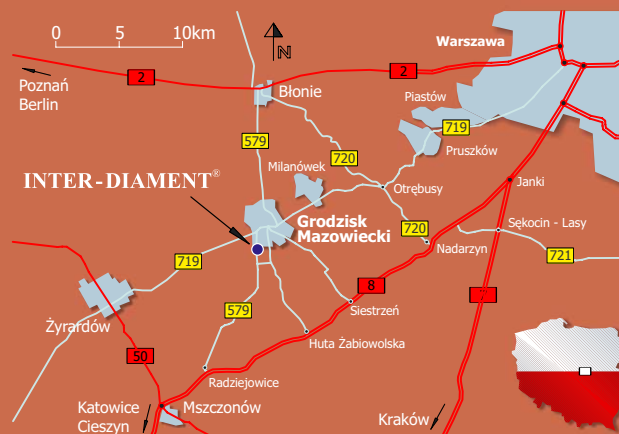 0 5 10km
N
Warszawa
2
2
Poznań
Berlin
Błonie
Piastów
719
579
720
Pruszków
Milanówek
INTER-DIAMENT®
Otrębusy
Janki
Grodzisk
Mazowiecki
720
Sękocin - Lasy
Nadarzyn
721
719
8
7
579
Siestrzeń
Żyrardów
Huta Żabiowolska
50
Radziejowice
Katowice
Cieszyn
Mszczonów
Kraków